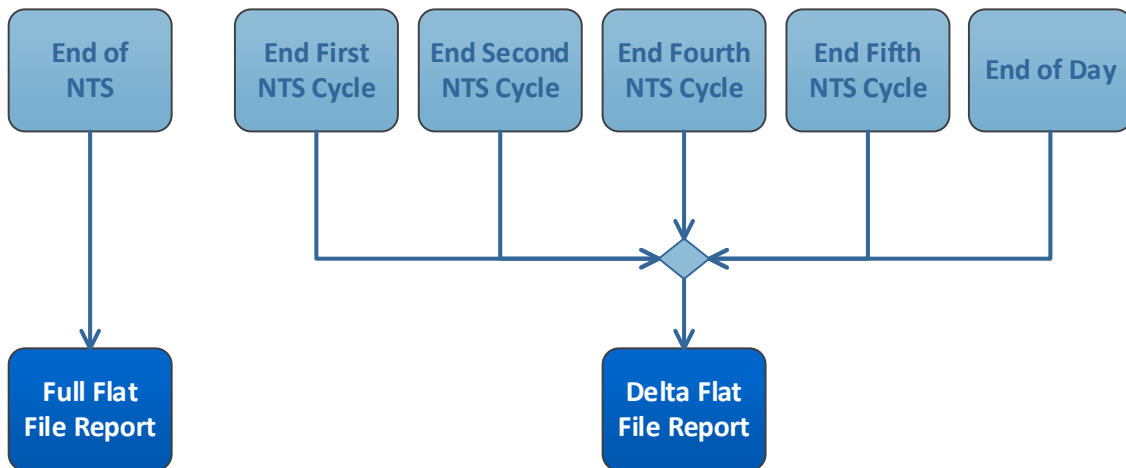 End of
NTS
End First
NTS Cycle
End Second
NTS Cycle
End Fourth
NTS Cycle
End Fifth
NTS Cycle
End of Day
Full Flat
File Report
Delta Flat
File Report